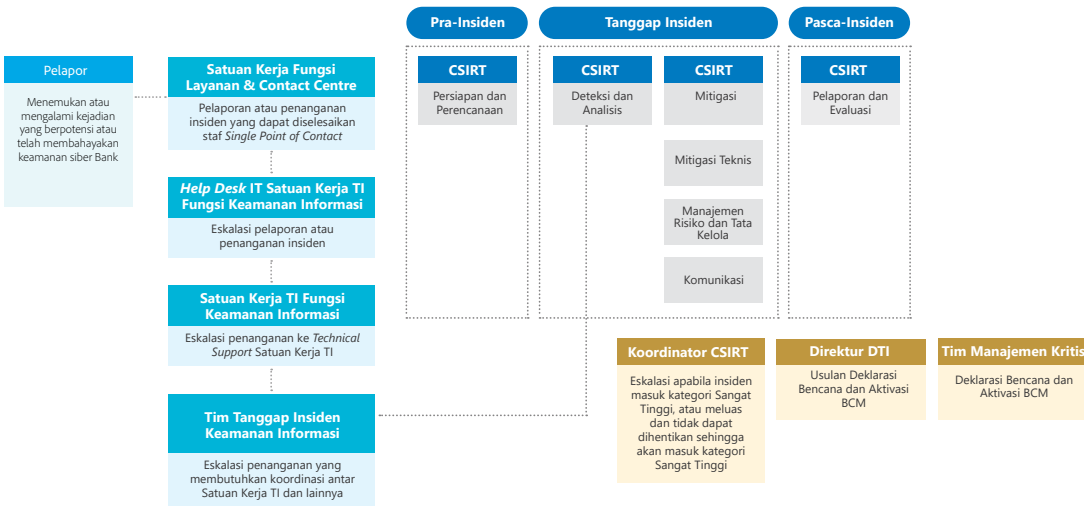 Pra-Insiden
Tanggap Insiden
Pasca-Insiden
Pelapor
Menemukan atau
mengalami kejadian
yang berpotensi atau
telah membahayakan
keamanan siber Bank
Satuan Kerja Fungsi
Layanan & Contact Centre
Pelaporan atau penanganan
insiden yang dapat diselesaikan
staf Single Point of Contact
Help Desk IT Satuan Kerja TI
Fungsi Keamanan Informasi
Eskalasi pelaporan atau
penanganan insiden
Satuan Kerja TI Fungsi
Keamanan Informasi
Eskalasi penanganan ke Technical
Support Satuan Kerja TI
Tim Tanggap Insiden
Keamanan Informasi
Eskalasi penanganan yang
membutuhkan koordinasi antar
Satuan Kerja TI dan lainnya
CSIRT
Persiapan dan
Perencanaan
CSIRT
Deteksi dan
Analisis
CSIRT
Mitigasi
Mitigasi Teknis
Manajemen
Risiko dan Tata
Kelola
Komunikasi
CSIRT
Pelaporan dan
Evaluasi
Koordinator CSIRT
Eskalasi apabila insiden
masuk kategori Sangat
Tinggi, atau meluas
dan tidak dapat
dihentikan sehingga
akan masuk kategori
Sangat Tinggi
Direktur DTI
Usulan Deklarasi
Bencana dan Aktivasi
BCM
Tim Manajemen Kritis
Deklarasi Bencana dan
Aktivasi BCM